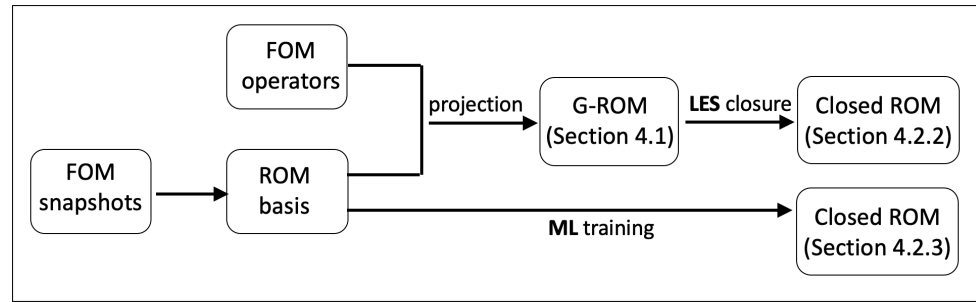 FOM
operators
projection
G-ROM
(Section 4.1)
LES closure
Closed ROM
(Section 4.2.2)
FOM
snapshots
ROM
basis
ML training
Closed ROM
(Section 4.2.3)